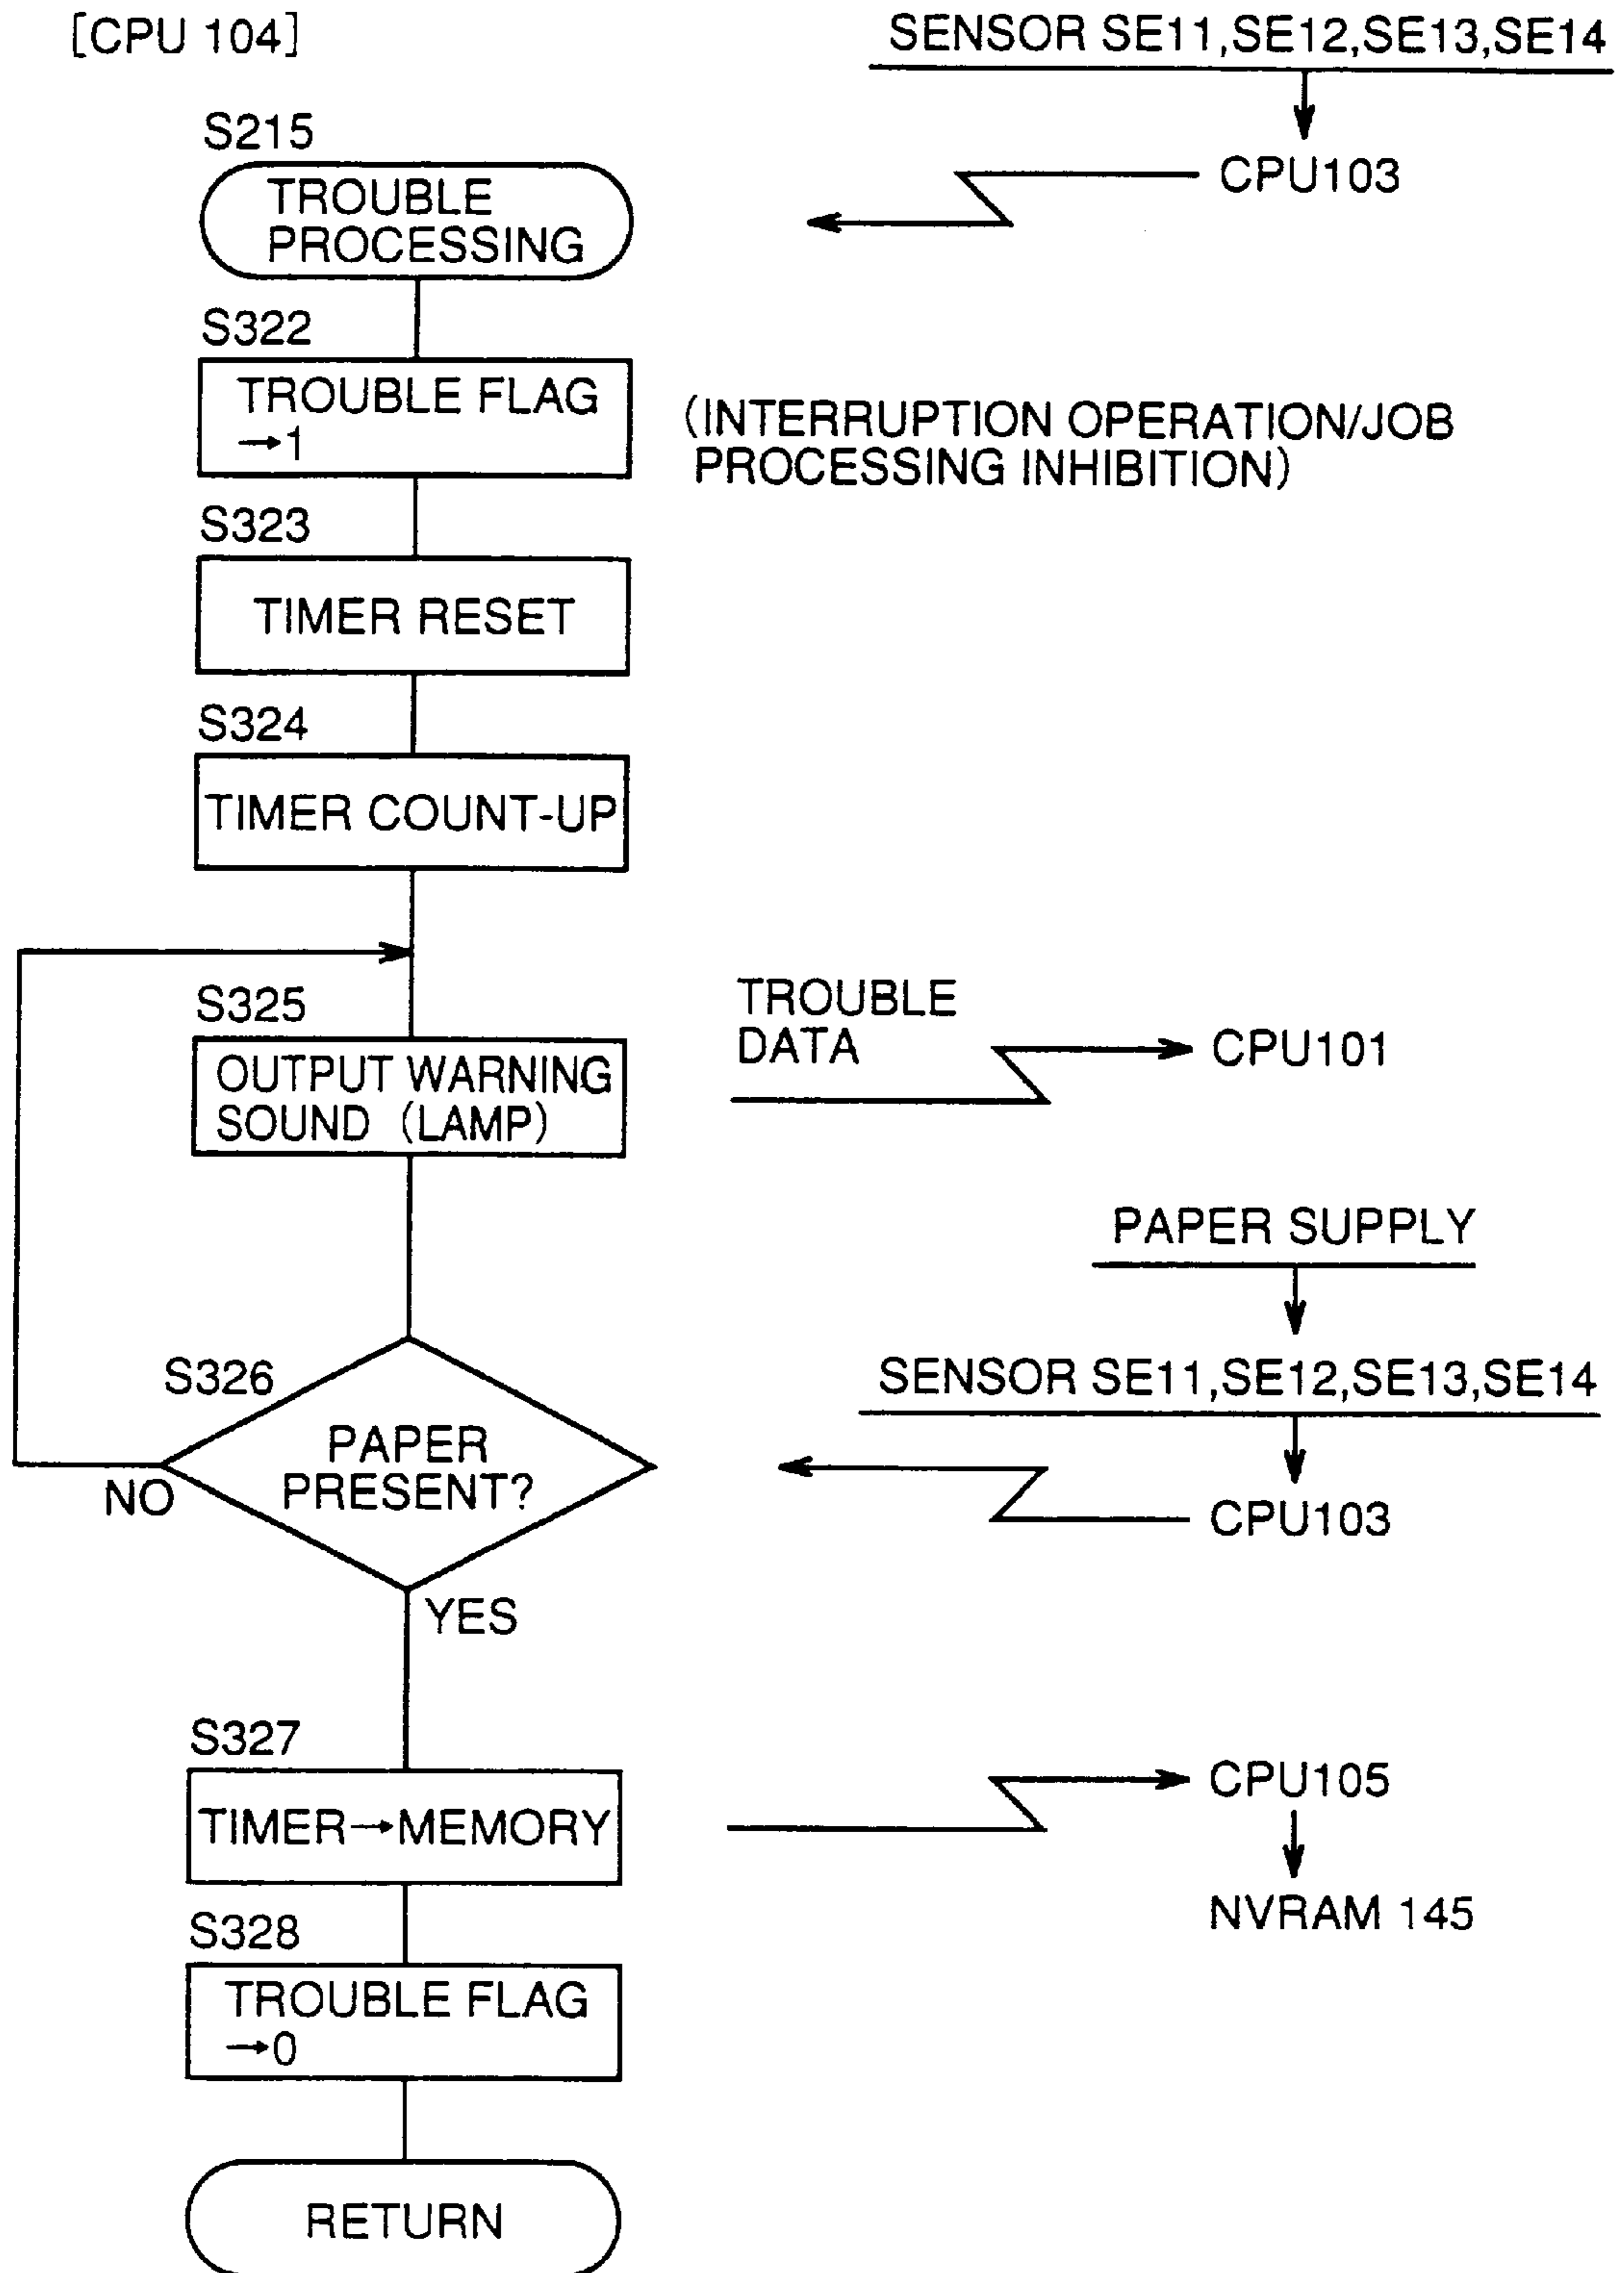 [CPU 104]
SENSOR SE11,SE12,SE13,SE14
CPU103
S215
TROUBLE
PROCESSING
S322
TROUBLE FLAG
→1
(INTERRUPTION OPERATION/JOB
PROCESSING INHIBITION)
S323
TIMER RESET
S324
TIMER COUNT-UP
S325
OUTPUT WARNING
SOUND (LAMP)
TROUBLE
DATA
CPU101
PAPER SUPPLY
SENSOR SE11,SE12,SE13,SE14
CPU103
S326
PAPER
PRESENT?
NO
YES
S327
TIMER→MEMORY
CPU105
NVRAM 145
S328
TROUBLE FLAG
→0
RETURN